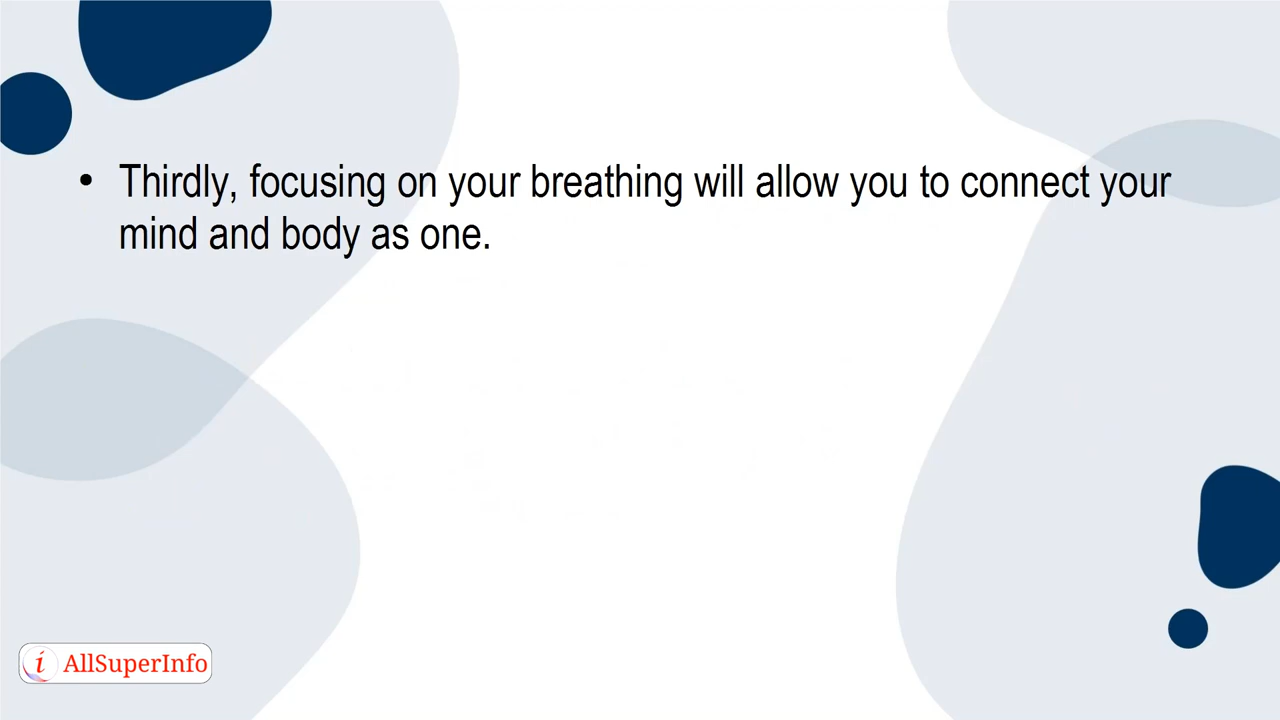 • Thirdly, focusing on your breathing will allow you to connect your
mind and body as one.
i AllSuperInfo